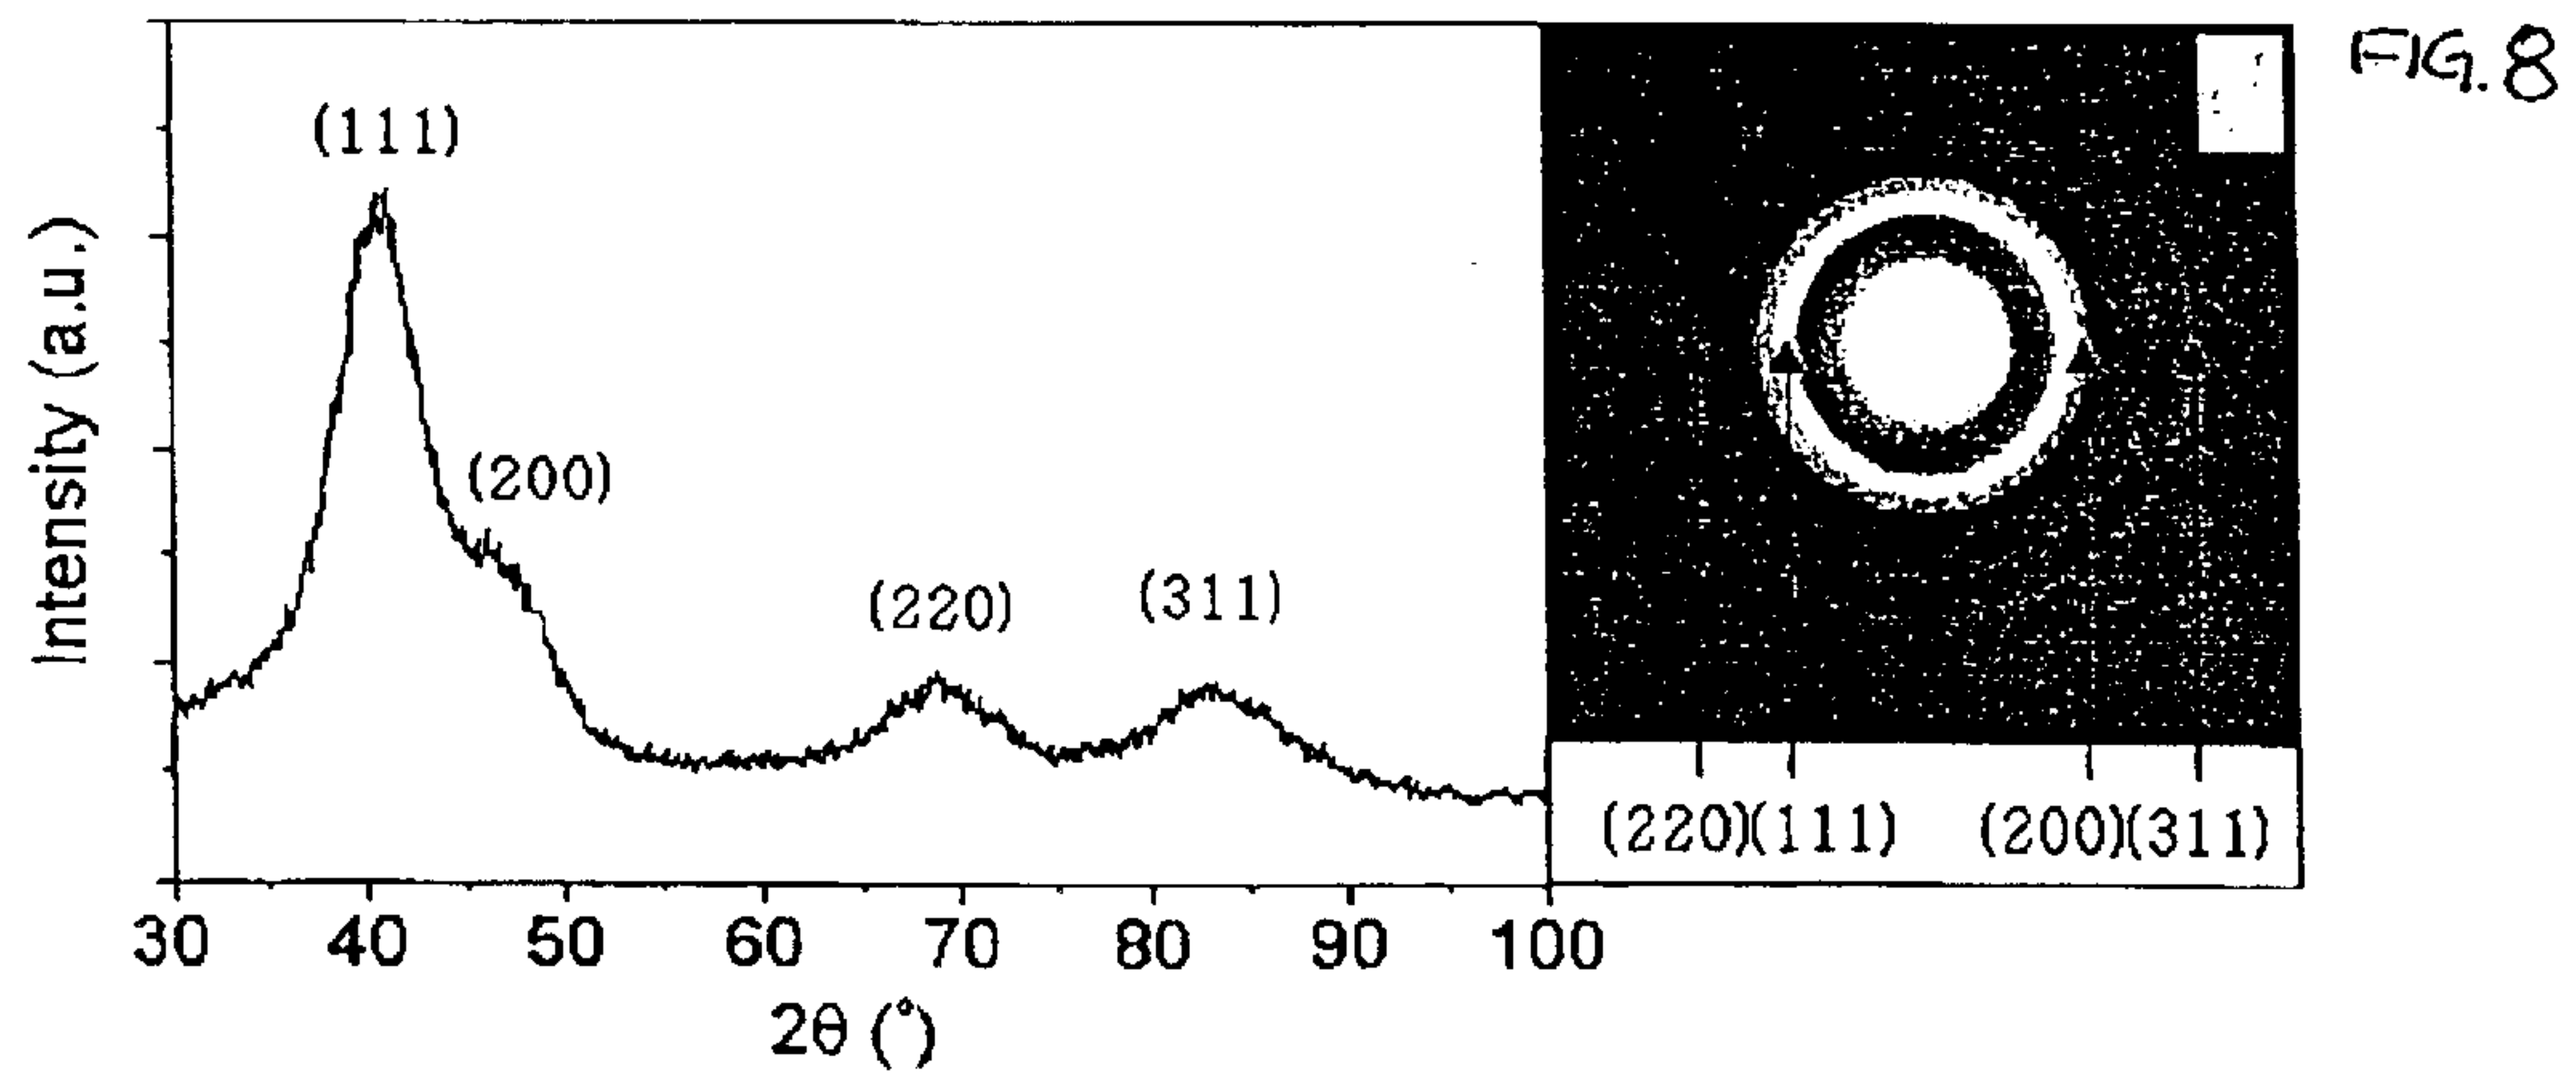 FIG. 8
(111)
(200)
(220)
(311)
Intensity (a.u.)
30 40 50 60 70 80 90 100
2θ (°)
(220)(111) (200)(311)